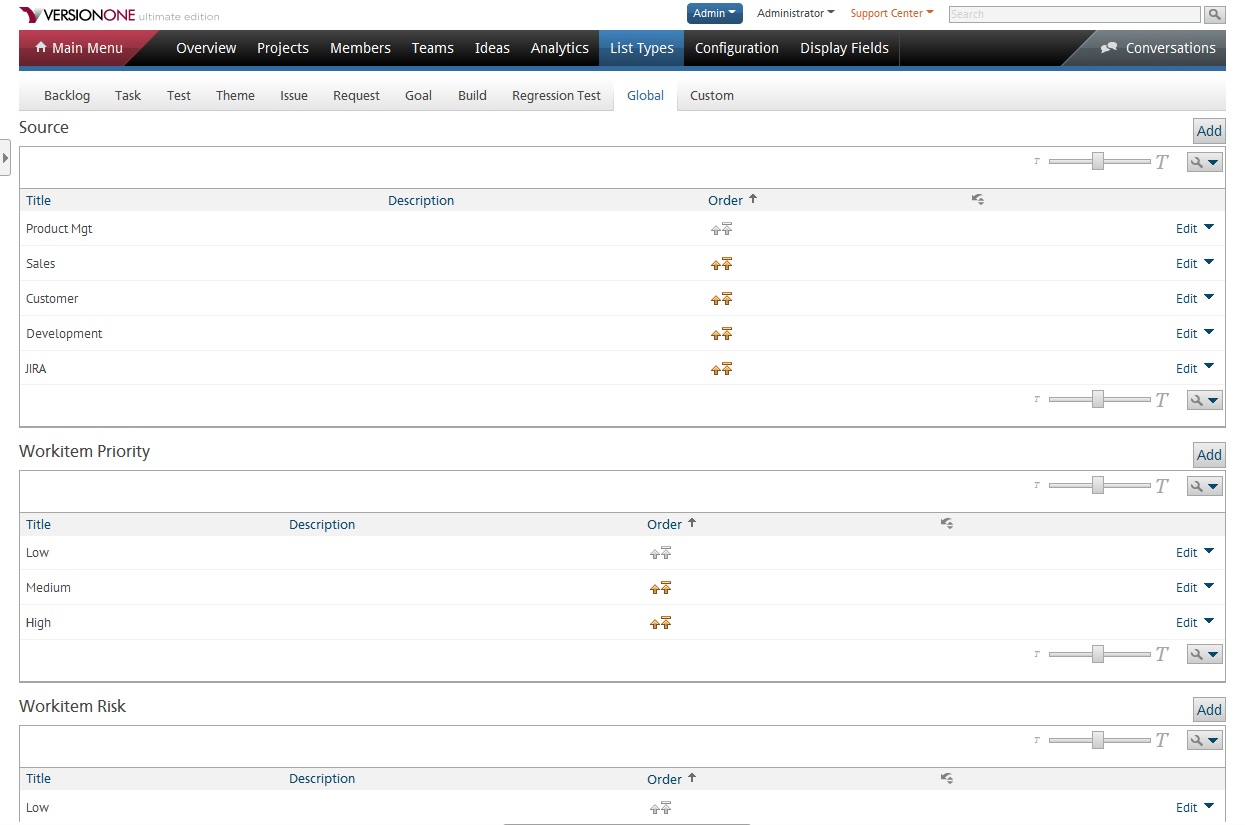 VERSIONONE ultimate edition Admin Administrator Support Center Search
Main Menu Overview Projects Members Teams Ideas Analytics List Types Configuration Display Fields Conversations
Backlog Task Test Theme Issue Request Goal Build Regression Test Global Custom
Source Add
T T
Title Description Order
Product Mgt Edit
Sales Edit
Customer Edit
Development Edit
JIRA Edit
T T
Workitem Priority Add
T T
Title Description Order
Low Edit
Medium Edit
High Edit
T T
Workitem Risk Add
T T
Title Description Order
Low Edit